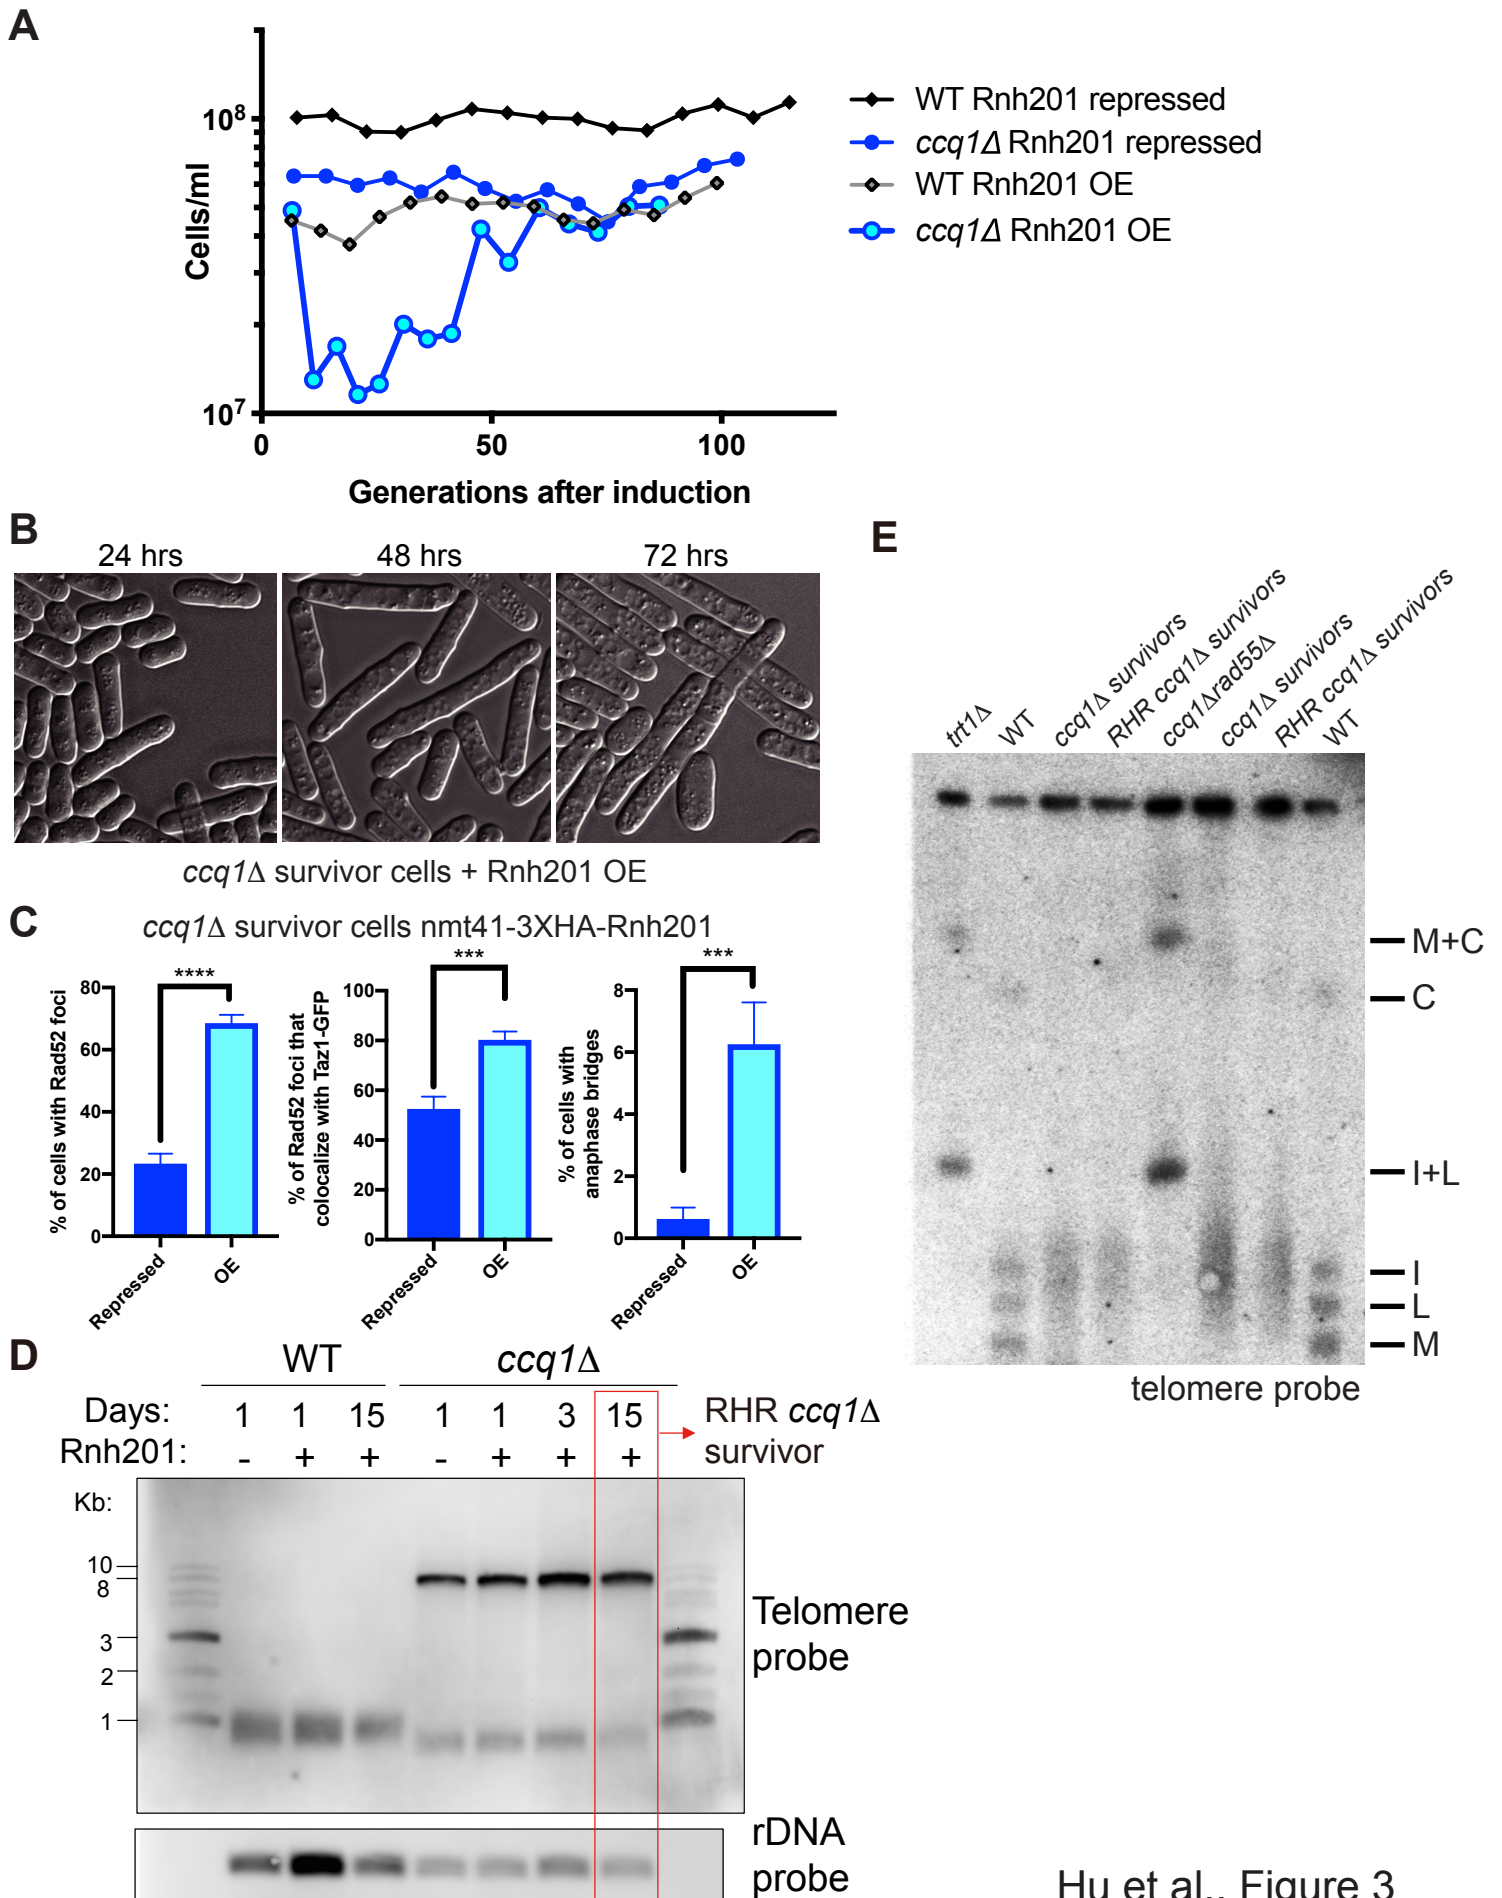 A
10^8
10^7
Cells/ml
0 50 100
Generations after induction
WT Rnh201 repressed
ccq1Δ Rnh201 repressed
WT Rnh201 OE
ccq1Δ Rnh201 OE
B
24 hrs 48 hrs 72 hrs
ccq1Δ survivor cells + Rnh201 OE
C
ccq1Δ survivor cells nmt41-3XHA-Rnh201
% of cells with Rad52 foci
80
60
40
20
0
****
Repressed OE
% of Rad52 foci that
colocalize with Taz1-GFP
100
80
60
40
20
0
***
Repressed OE
% of cells with
anaphase bridges
8
6
4
2
0
***
Repressed OE
D
WT ccq1Δ
Days: 1 1 15 1 1 3 15
Rnh201: - + + - + + +
RHR ccq1Δ
survivor
Kb:
10
8
3
2
1
Telomere
probe
rDNA
probe
E
trt1Δ
WT
ccq1Δ survivors
RHR ccq1Δ survivors
ccq1Δrad55Δ
ccq1Δ survivors
RHR ccq1Δ survivors
WT
M+C
C
I+L
I
L
M
telomere probe
Hu et al., Figure 3